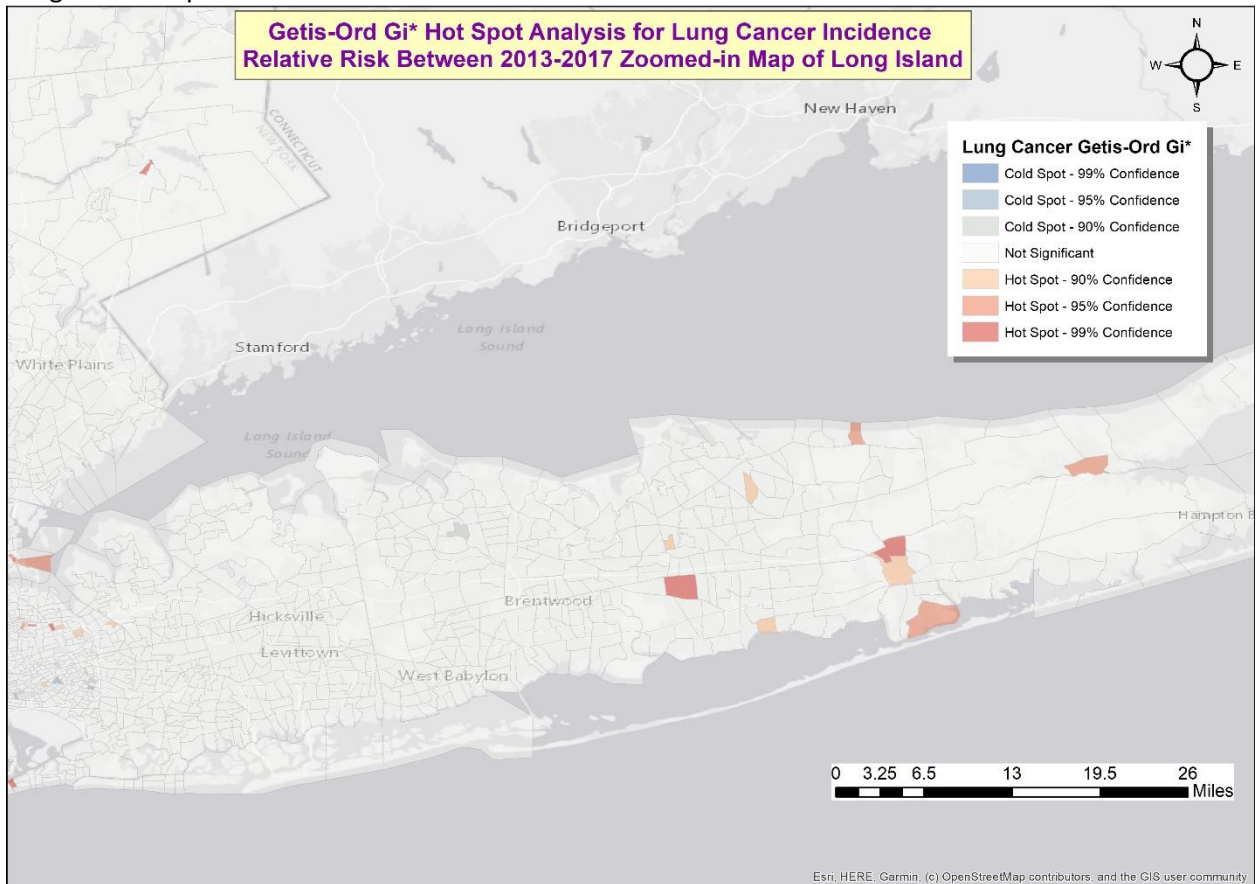 Getis-Ord Gi* Hot Spot Analysis for Lung Cancer Incidence
Relative Risk Between 2013-2017 Zoomed-in Map of Long Island
N
W E
S
New Haven
CONNECTICUT
NEW YORK
Lung Cancer Getis-Ord Gi*
Cold Spot - 99% Confidence
Cold Spot - 95% Confidence
Cold Spot - 90% Confidence
Not Significant
Hot Spot - 90% Confidence
Hot Spot - 95% Confidence
Hot Spot - 99% Confidence
Bridgeport
Long Island
Sound
Stamford
White Plains
Long Island
Sound
Hampton B
Brentwood
Hicksville
Levittown
West Babylon
0 3.25 6.5 13 19.5 26
Miles
Esri, HERE, Garmin, (c) OpenStreetMap contributors, and the GIS user community